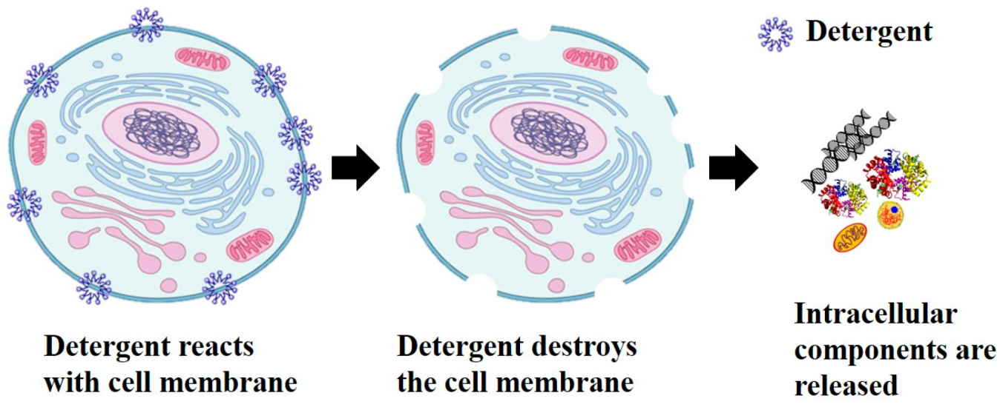 Detergent
Detergent reacts
with cell membrane
Detergent destroys
the cell membrane
Intracellular
components are
released